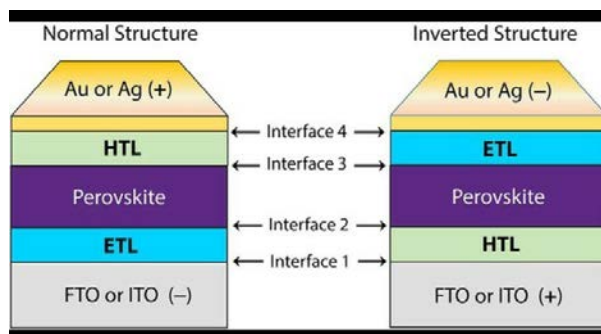 Normal Structure
Inverted Structure
Au or Ag (+)
Au or Ag (–)
HTL
← Interface 4 →
ETL
← Interface 3 →
Perovskite
Perovskite
← Interface 2 →
ETL
HTL
← Interface 1 →
FTO or ITO (–)
FTO or ITO (+)